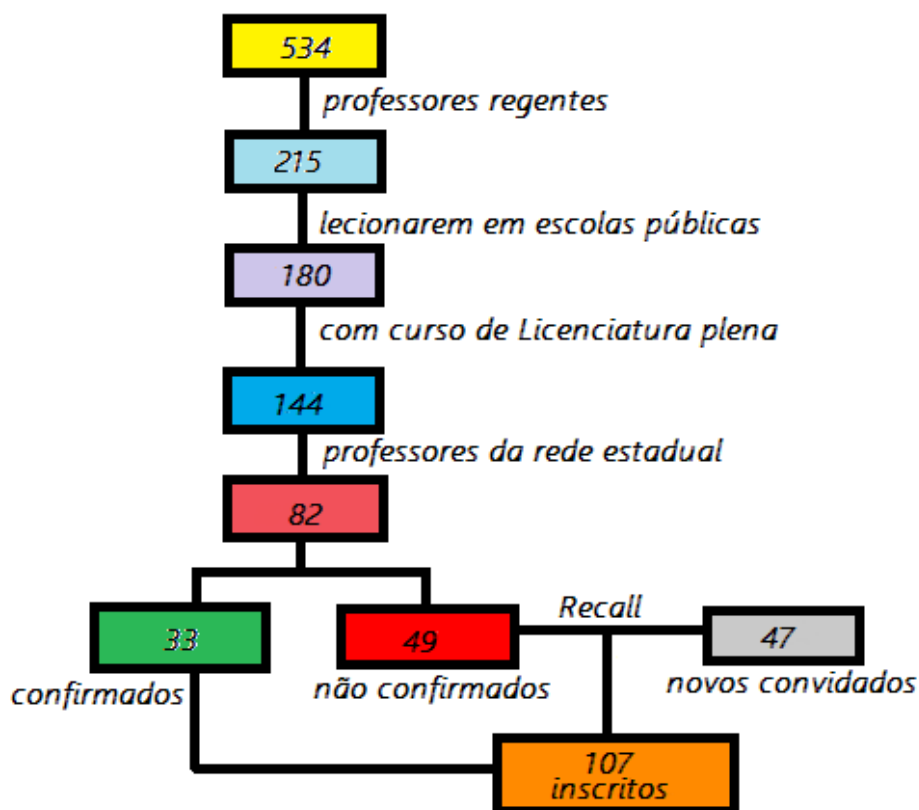 534
professores regentes
215
lecionarem em escolas públicas
180
com curso de Licenciatura plena
144
professores da rede estadual
82
33
confirmados
49
não confirmados
Recall
47
novos convidados
107
inscritos